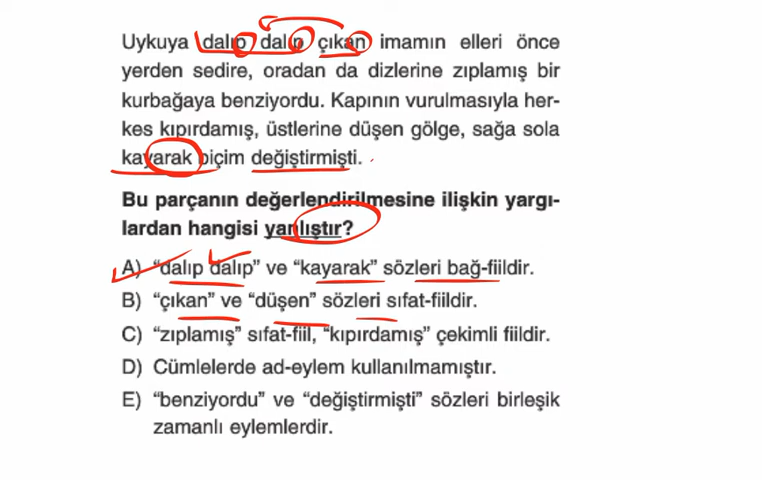 Uykuya dalıp dalıp çıkan imamın elleri önce
yerden sedire, oradan da dizlerine zıplamış bir
kurbağaya benziyordu. Kapının vurulmasıyla her-
kes kıpırdamış, üstlerine düşen gölge, sağa sola
kayarak biçim değiştirmişti.
Bu parçanın değerlendirilmesine ilişkin yargı-
lardan hangisi yanlıştır?
A) “dalıp dalıp” ve “kayarak” sözleri bağ-fiildir.
B) “çıkan” ve “düşen” sözleri sıfat-fiildir.
C) “zıplamış” sıfat-fiil, “kıpırdamış” çekimli fiildir.
D) Cümlelerde ad-eylem kullanılmamıştır.
E) “benziyordu” ve “değiştirmişti” sözleri birleşik
zamanlı eylemlerdir.